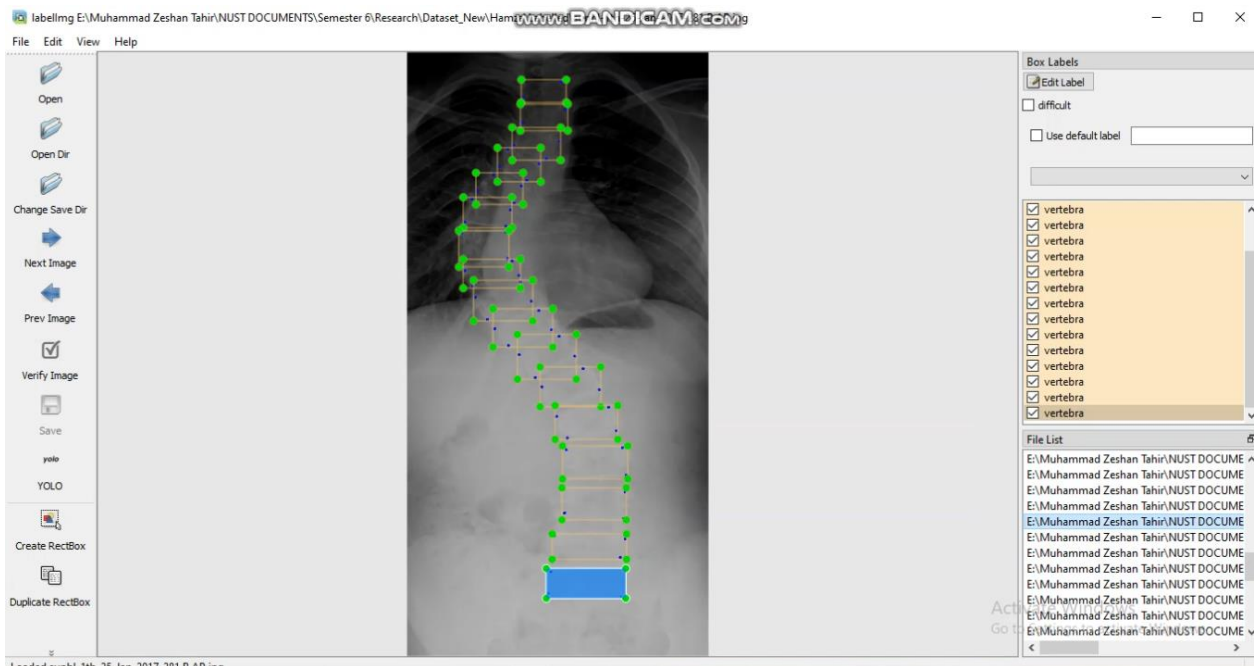 labelImg E:\Muhammad Zeshan Tahir\NUST DOCUMENTS\Semester 6\Research\Dataset_New\Ham
www.BANDICAM.com
File Edit View Help
Open
Open Dir
Change Save Dir
Next Image
Prev Image
Verify Image
Save
yolo
YOLO
Create RectBox
Duplicate RectBox
Box Labels
Edit Label
difficult
Use default label
vertebra
vertebra
vertebra
vertebra
vertebra
vertebra
vertebra
vertebra
vertebra
vertebra
vertebra
vertebra
vertebra
vertebra
File List
E:\Muhammad Zeshan Tahir\NUST DOCUME
E:\Muhammad Zeshan Tahir\NUST DOCUME
E:\Muhammad Zeshan Tahir\NUST DOCUME
E:\Muhammad Zeshan Tahir\NUST DOCUME
E:\Muhammad Zeshan Tahir\NUST DOCUME
E:\Muhammad Zeshan Tahir\NUST DOCUME
E:\Muhammad Zeshan Tahir\NUST DOCUME
E:\Muhammad Zeshan Tahir\NUST DOCUME
E:\Muhammad Zeshan Tahir\NUST DOCUME
E:\Muhammad Zeshan Tahir\NUST DOCUME
E:\Muhammad Zeshan Tahir\NUST DOCUME
E:\Muhammad Zeshan Tahir\NUST DOCUME
Activate Windows
Go to Settings to activate Windows.